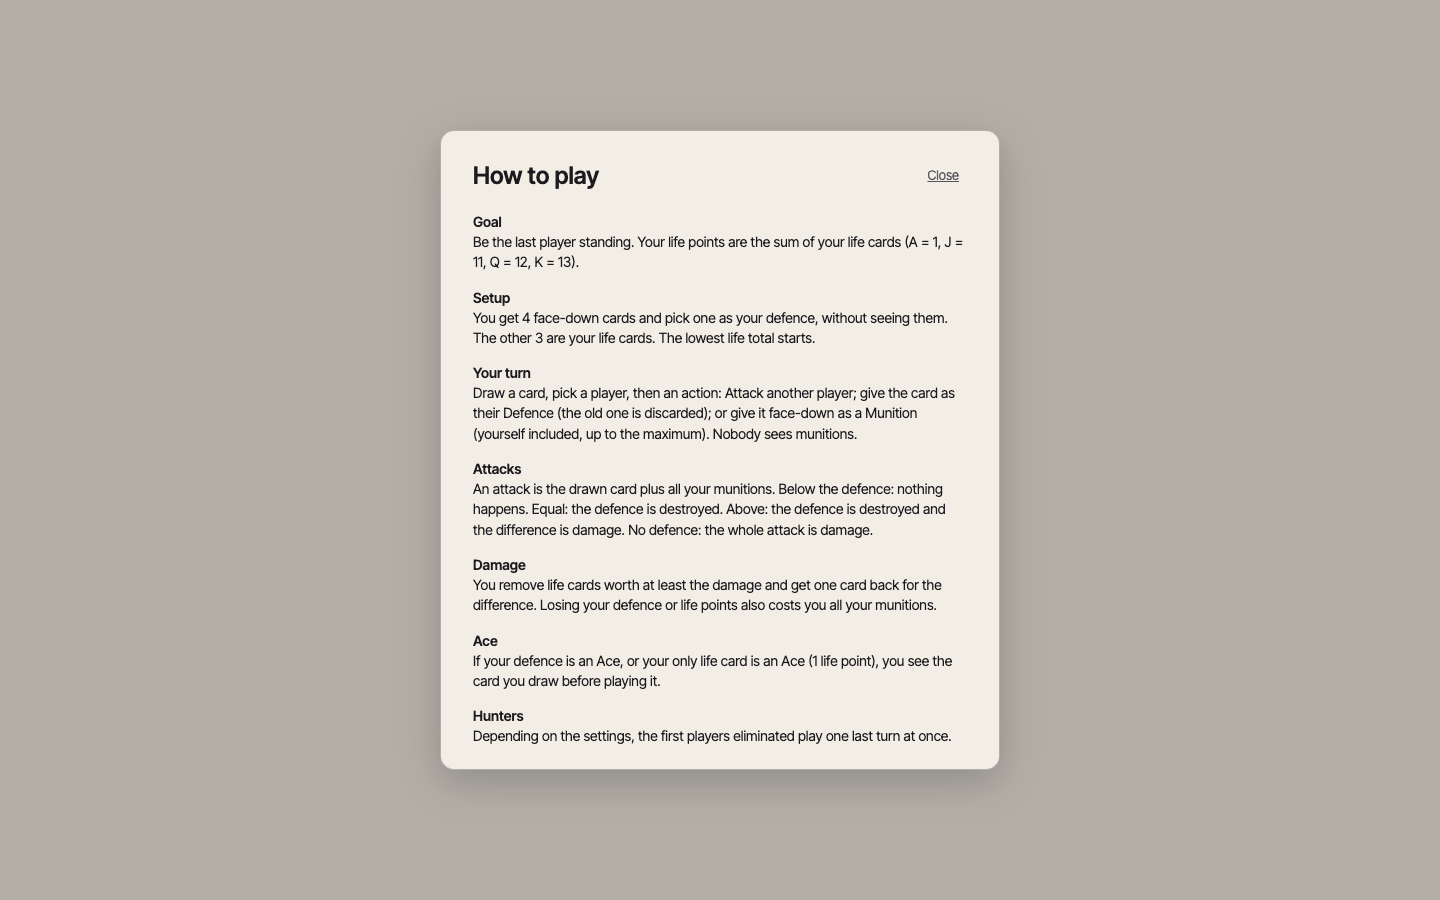 How to play
Close
Goal
Be the last player standing. Your life points are the sum of your life cards (A = 1, J =
11, Q = 12, K = 13).
Setup
You get 4 face-down cards and pick one as your defence, without seeing them.
The other 3 are your life cards. The lowest life total starts.
Your turn
Draw a card, pick a player, then an action: Attack another player; give the card as
their Defence (the old one is discarded); or give it face-down as a Munition
(yourself included, up to the maximum). Nobody sees munitions.
Attacks
An attack is the drawn card plus all your munitions. Below the defence: nothing
happens. Equal: the defence is destroyed. Above: the defence is destroyed and
the difference is damage. No defence: the whole attack is damage.
Damage
You remove life cards worth at least the damage and get one card back for the
difference. Losing your defence or life points also costs you all your munitions.
Ace
If your defence is an Ace, or your only life card is an Ace (1 life point), you see the
card you draw before playing it.
Hunters
Depending on the settings, the first players eliminated play one last turn at once.